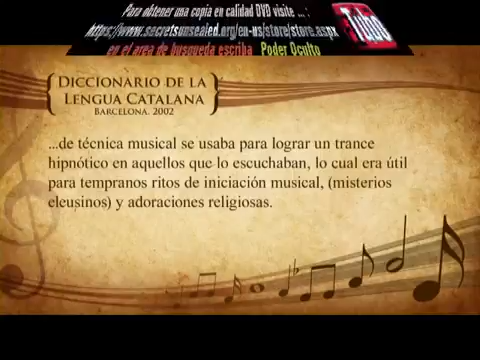 Para obtener una copia en calidad DVD visite ... :
https://www.secretsunsealed.org/en-us/store/store.aspx
en el area de busqueda escriba Poder Oculto
Tugo
DICCIONARIO DE LA
LENGUA CATALANA
BARCELONA. 2002
...de técnica musical se usaba para lograr un trance
hipnótico en aquellos que lo escuchaban, lo cual era útil
para tempranos ritos de iniciación musical, (misterios
eleusinos) y adoraciones religiosas.